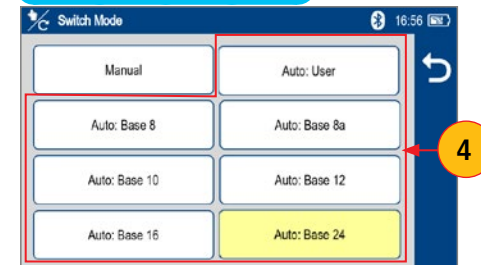 Switch Mode 16:56
Manual Auto: User
Auto: Base 8 Auto: Base 8a
Auto: Base 10 Auto: Base 12
Auto: Base 16 Auto: Base 24
4